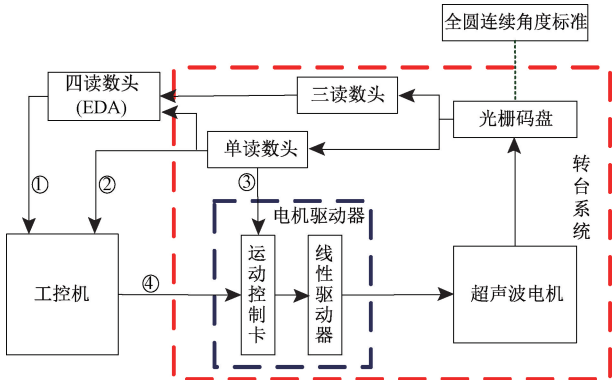 全圆连续角度标准
四读数头
(EDA)
三读数头
光栅码盘
单读数头
转台系统
①
②
③
电机驱动器
工控机
④
运动控制卡
线性驱动器
超声波电机